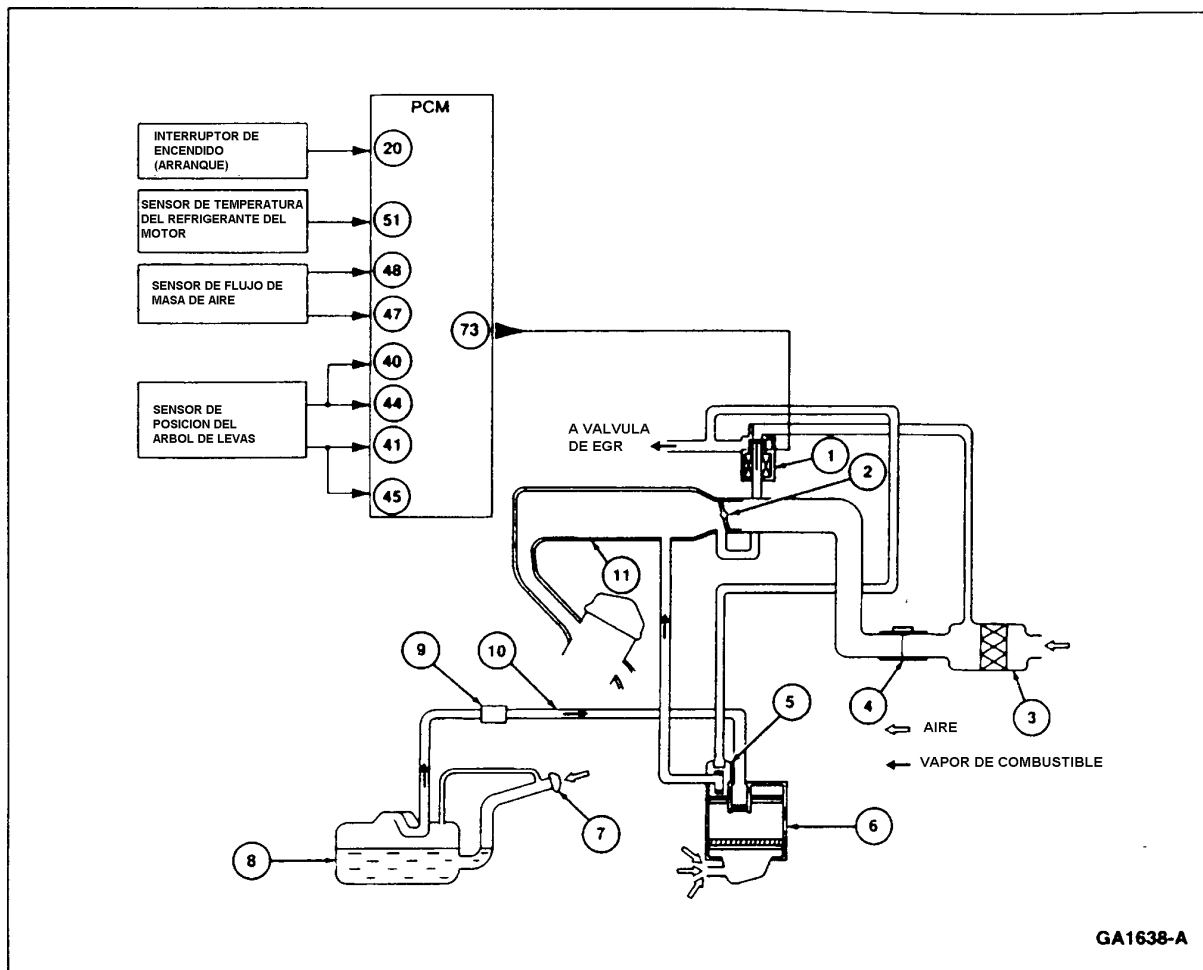 PCM
INTERRUPTOR DE
ENCENDIDO
(ARRANQUE)
20
SENSOR DE TEMPERATURA
DEL REFRIGERANTE DEL
MOTOR
51
SENSOR DE FLUJO DE
MASA DE AIRE
48
47
73
40
SENSOR DE
POSICION DEL
ARBOL DE LEVAS
44
41
45
A VALVULA
DE EGR
1
2
11
9
10
5
4
3
AIRE
VAPOR DE COMBUSTIBLE
7
6
8
GA1638-A